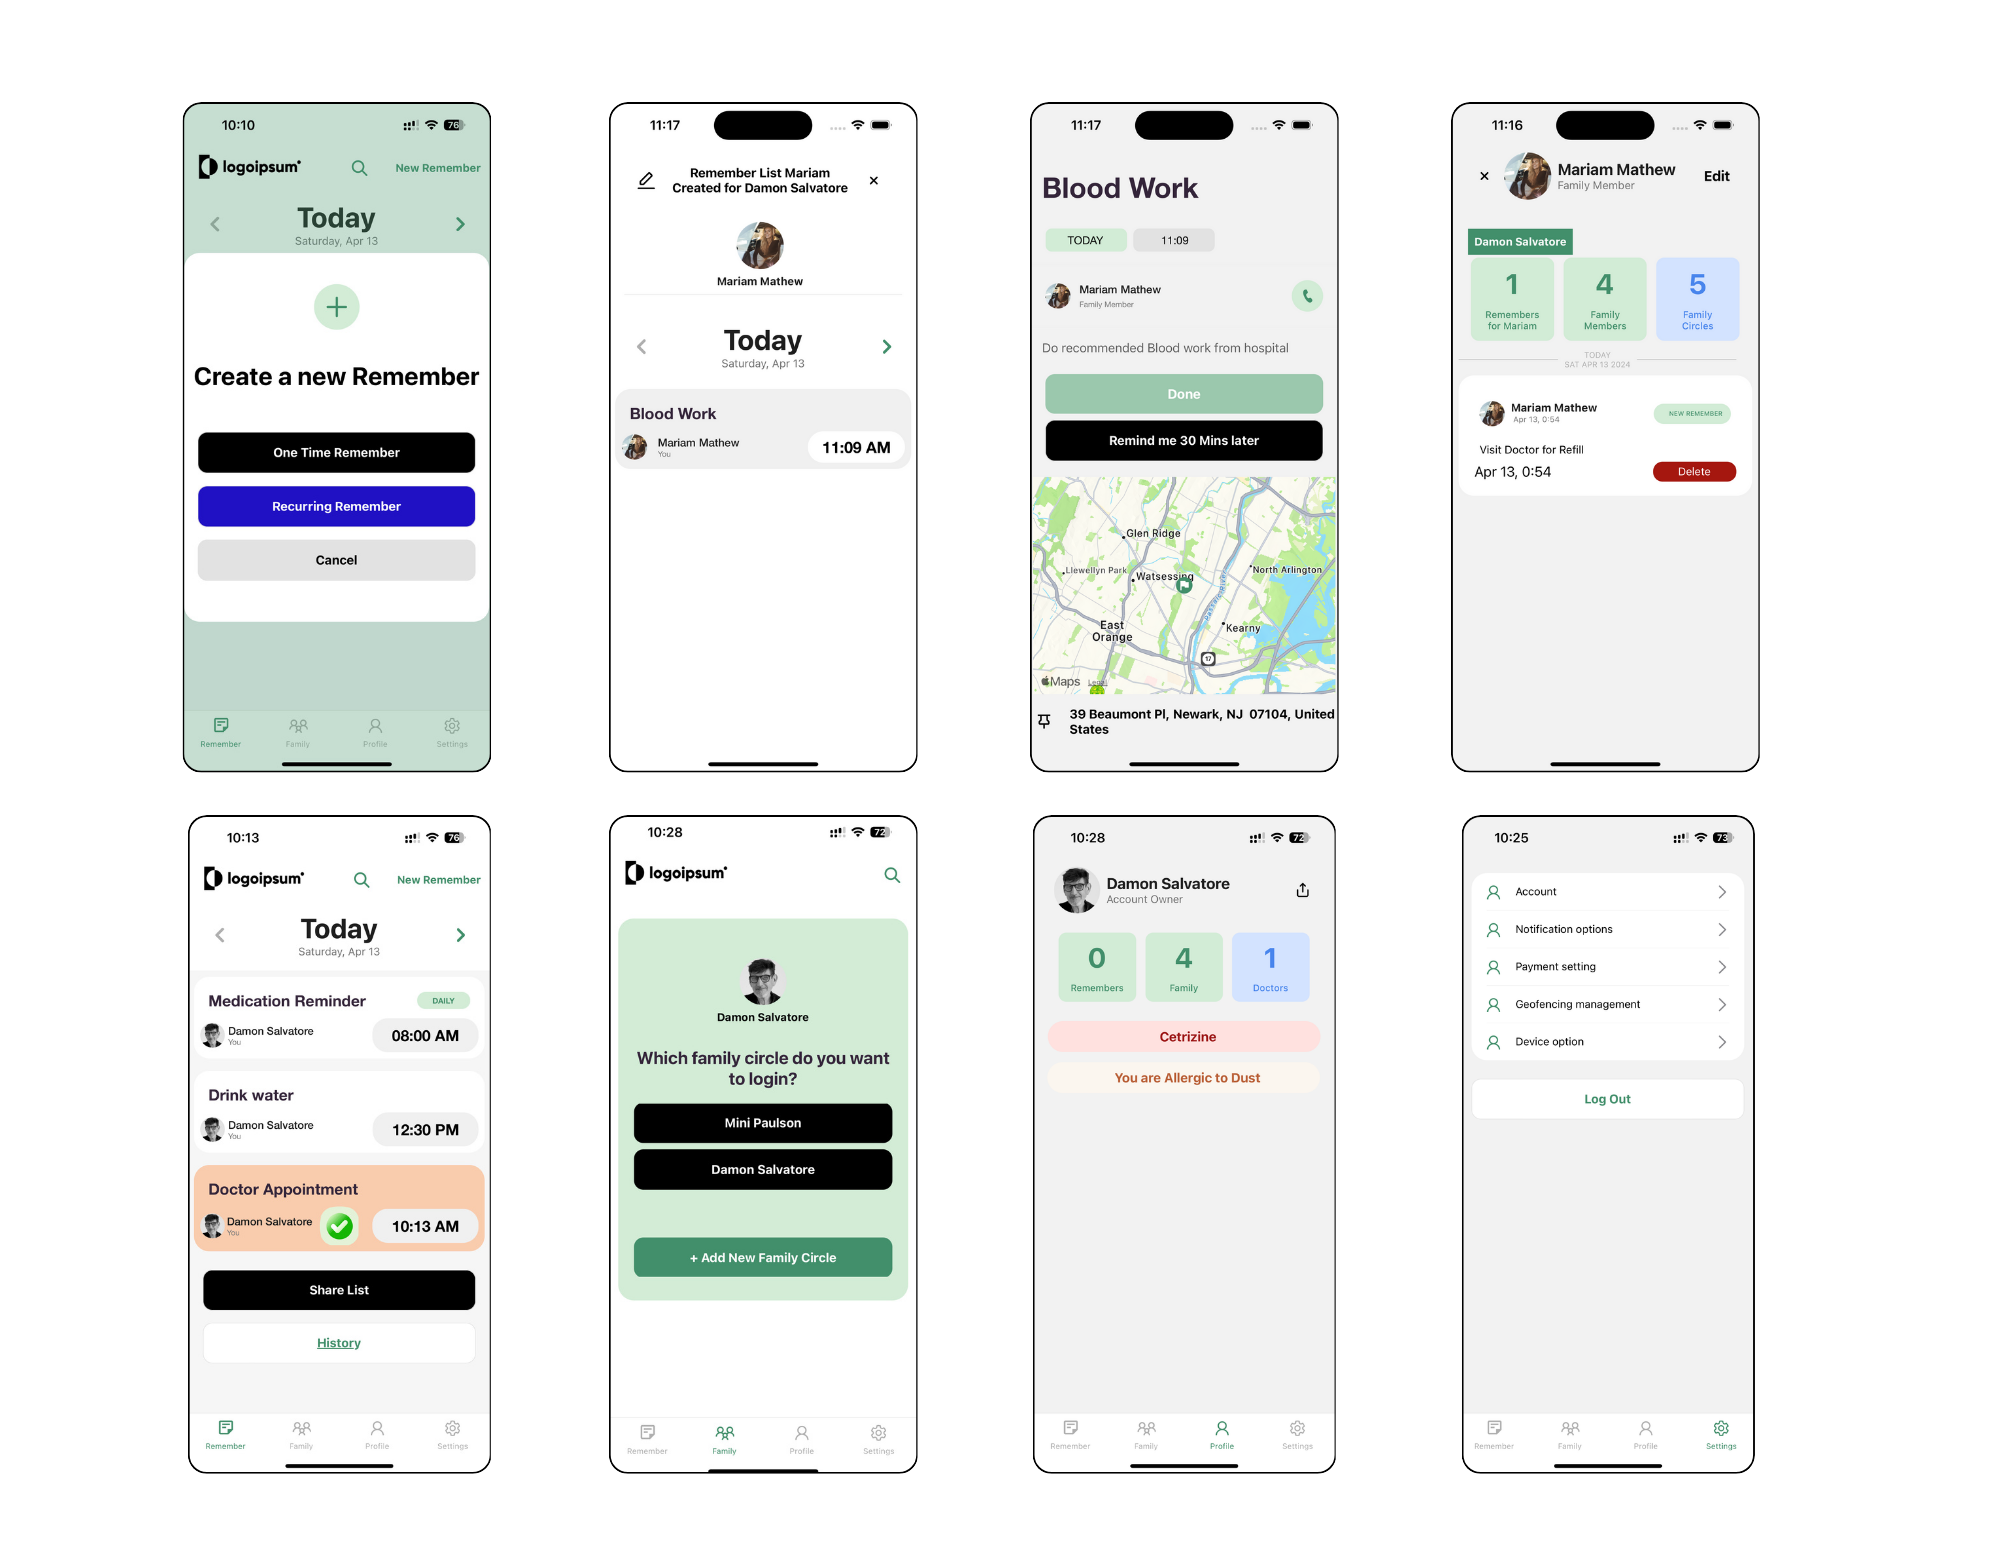 10:10
76
logoipsum
New Remember
Today
Saturday, Apr 13
Create a new Remember
One Time Remember
Recurring Remember
Cancel
Remember
Family
Profile
Settings
11:17
Remember List Mariam
Created for Damon Salvatore
Mariam Mathew
Today
Saturday, Apr 13
Blood Work
Mariam Mathew
You
11:09 AM
11:17
Blood Work
TODAY
11:09
Mariam Mathew
Family Member
Do recommended Blood work from hospital
Done
Remind me 30 Mins later
Glen Ridge
Llewellyn Park
Watsessing
North Arlington
Passaic River
East
Orange
Kearny
17
Maps
Legal
39 Beaumont Pl, Newark, NJ 07104, United
States
11:16
Mariam Mathew
Family Member
Edit
Damon Salvatore
1
Remembers
for Mariam
4
Family
Members
5
Family
Circles
TODAY
SAT APR 13 2024
Mariam Mathew
Apr 13, 0:54
NEW REMEMBER
Visit Doctor for Refill
Apr 13, 0:54
Delete
10:13
76
logoipsum
New Remember
Today
Saturday, Apr 13
Medication Reminder
DAILY
Damon Salvatore
You
08:00 AM
Drink water
Damon Salvatore
You
12:30 PM
Doctor Appointment
Damon Salvatore
You
10:13 AM
Share List
History
Remember
Family
Profile
Settings
10:28
72
logoipsum
Damon Salvatore
Which family circle do you want
to login?
Mini Paulson
Damon Salvatore
+ Add New Family Circle
Remember
Family
Profile
Settings
10:28
72
Damon Salvatore
Account Owner
0
Remembers
4
Family
1
Doctors
Cetrizine
You are Allergic to Dust
Remember
Family
Profile
Settings
10:25
73
Account
Notification options
Payment setting
Geofencing management
Device option
Log Out
Remember
Family
Profile
Settings